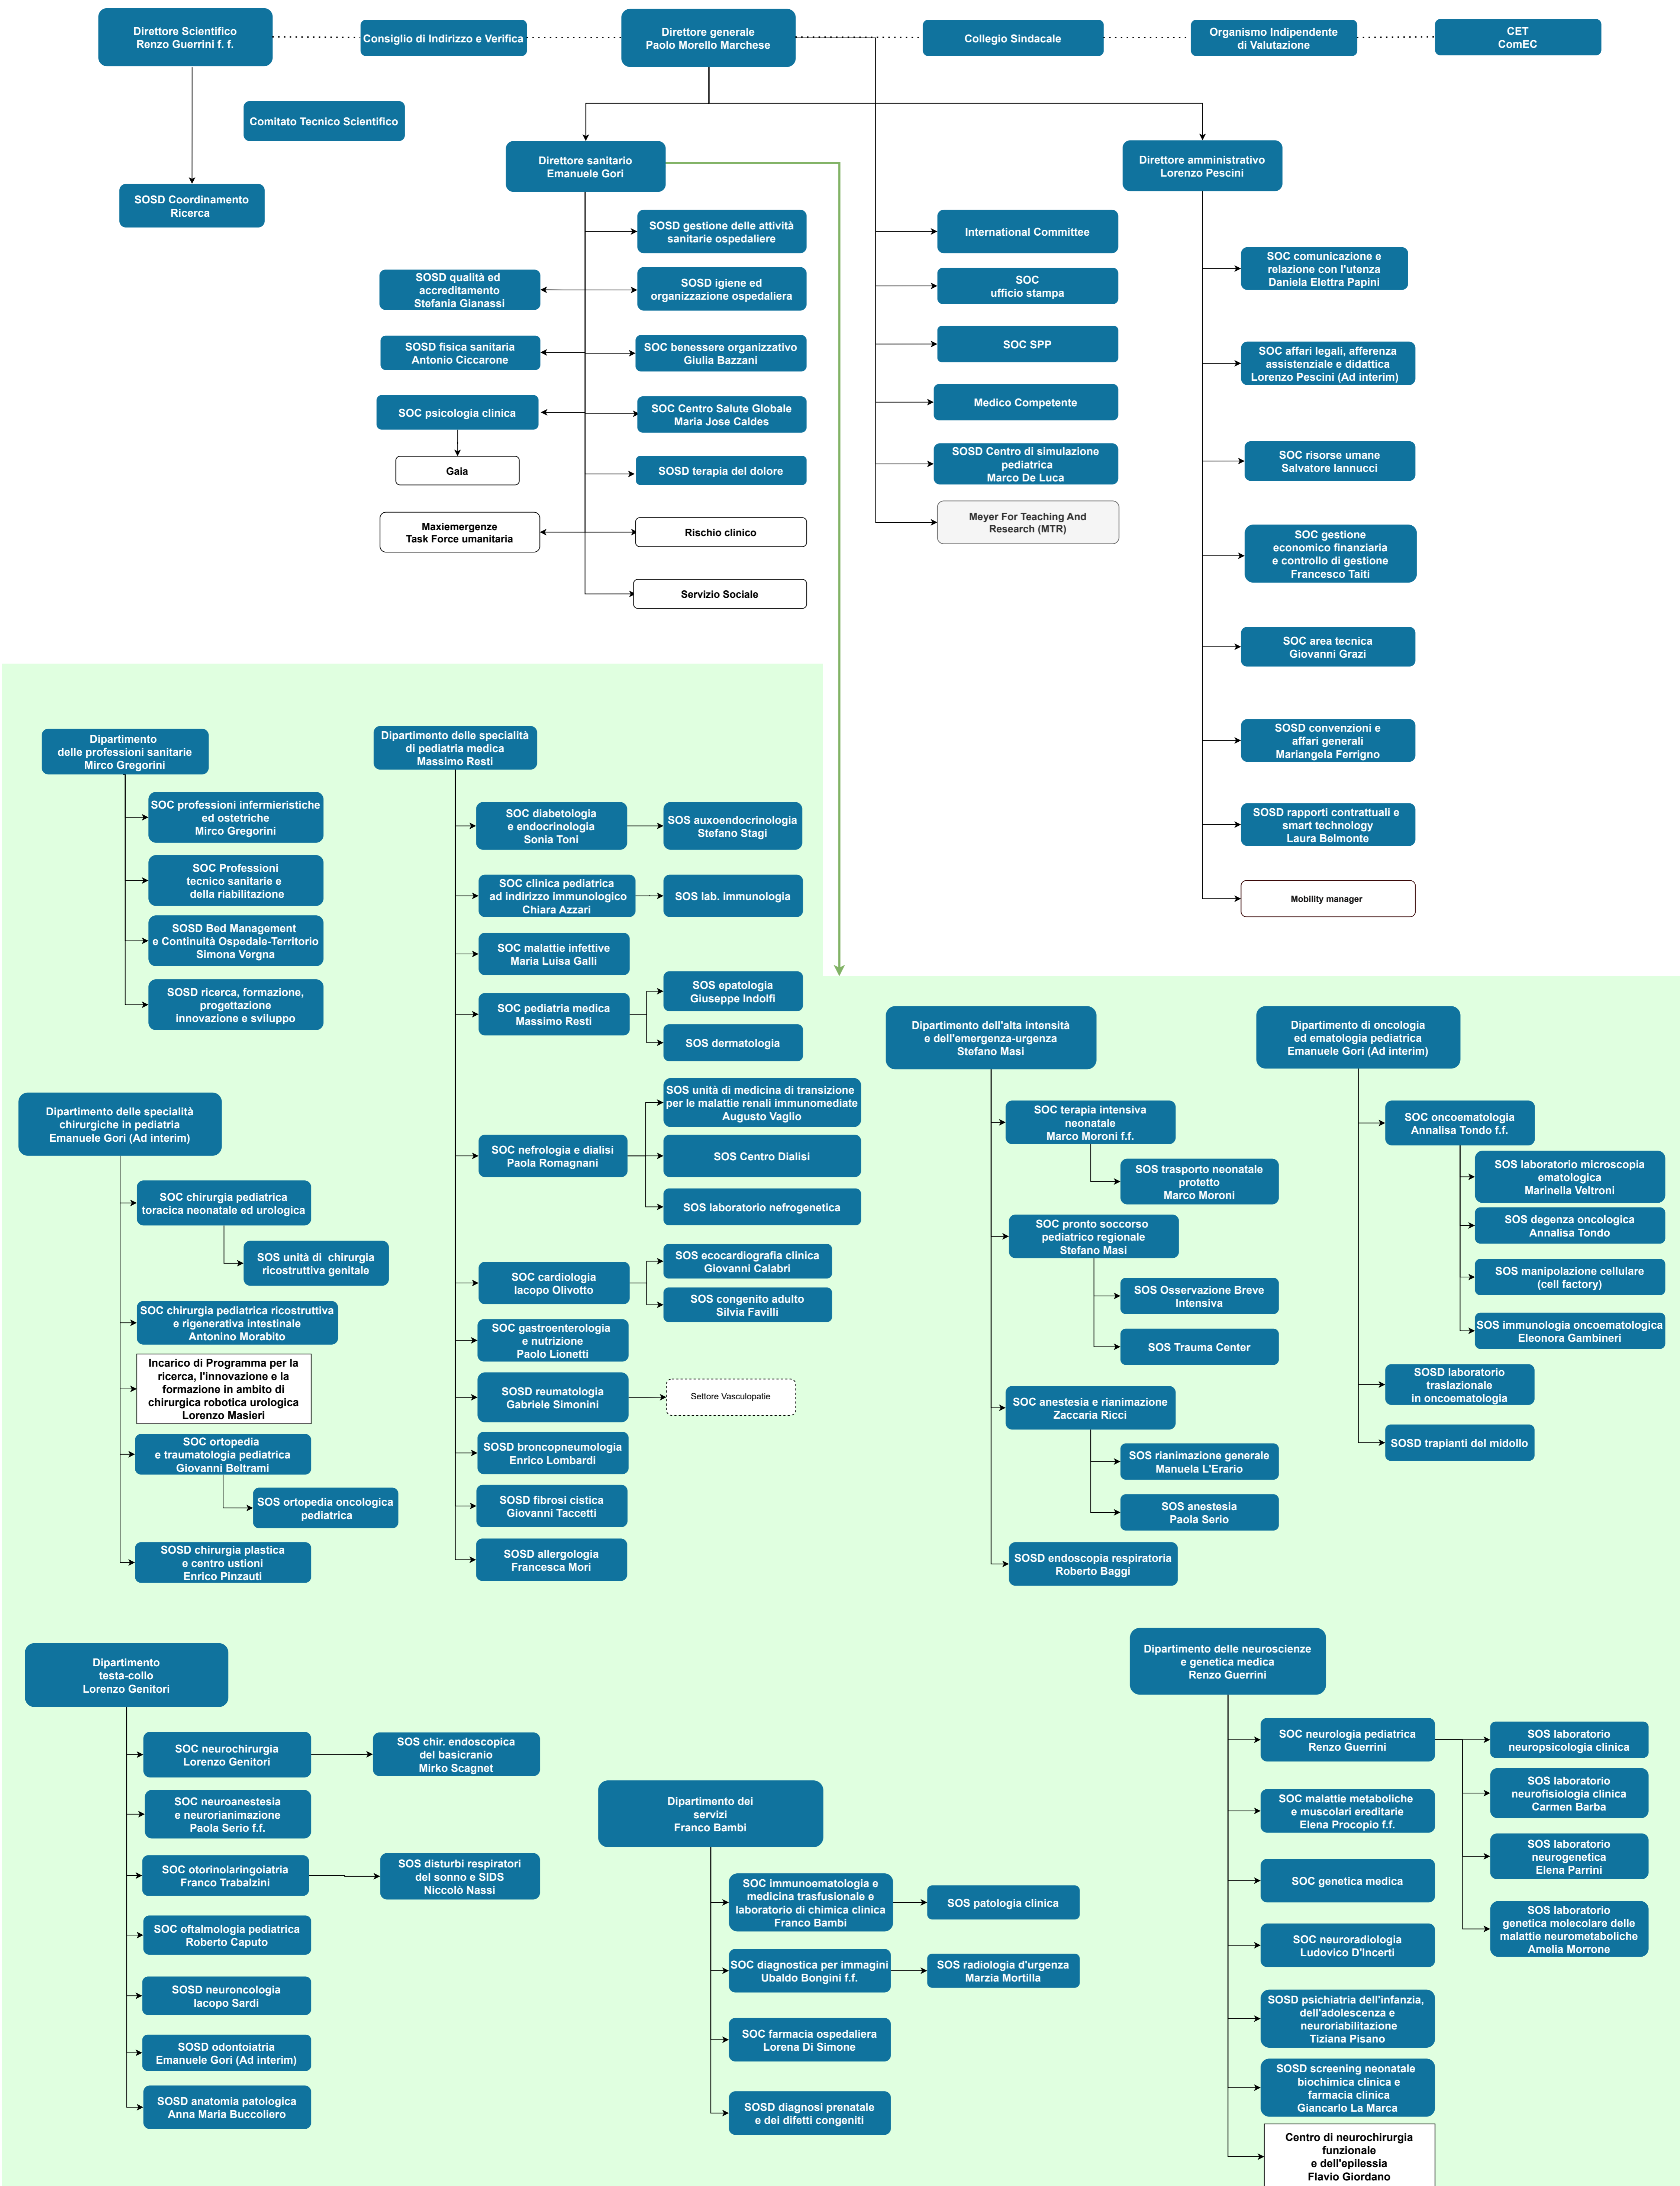 Direttore Scientifico
Renzo Guerrini f. f.
Consiglio di Indirizzo e Verifica
Direttore generale
Paolo Morello Marchese
Collegio Sindacale
Organismo Indipendente
di Valutazione
CET
ComEC
Comitato Tecnico Scientifico
SOSD Coordinamento
Ricerca
Direttore sanitario
Emanuele Gori
Direttore amministrativo
Lorenzo Pescini
SOSD gestione delle attività
sanitarie ospedaliere
SOSD qualità ed
accreditamento
Stefania Gianassi
SOSD igiene ed
organizzazione ospedaliera
SOSD fisica sanitaria
Antonio Ciccarone
SOC benessere organizzativo
Giulia Bazzani
SOC psicologia clinica
SOC Centro Salute Globale
Maria Jose Caldes
Gaia
SOSD terapia del dolore
Maxiemergenze
Task Force umanitaria
Rischio clinico
Servizio Sociale
International Committee
SOC
ufficio stampa
SOC SPP
Medico Competente
SOSD Centro di simulazione
pediatrica
Marco De Luca
Meyer For Teaching And
Research (MTR)
SOC comunicazione e
relazione con l'utenza
Daniela Elettra Papini
SOC affari legali, afferenza
assistenziale e didattica
Lorenzo Pescini (Ad interim)
SOC risorse umane
Salvatore Iannucci
SOC gestione
economico finanziaria
e controllo di gestione
Francesco Taiti
SOC area tecnica
Giovanni Grazi
SOSD convenzioni e
affari generali
Mariangela Ferrigno
SOSD rapporti contrattuali e
smart technology
Laura Belmonte
Mobility manager
Dipartimento
delle professioni sanitarie
Mirco Gregorini
SOC professioni infermieristiche
ed ostetriche
Mirco Gregorini
SOC Professioni
tecnico sanitarie e
della riabilitazione
SOSD Bed Management
e Continuità Ospedale-Territorio
Simona Vergna
SOSD ricerca, formazione,
progettazione
innovazione e sviluppo
Dipartimento delle specialità
di pediatria medica
Massimo Resti
SOC diabetologia
e endocrinologia
Sonia Toni
SOS auxoendocrinologia
Stefano Stagi
SOC clinica pediatrica
ad indirizzo immunologico
Chiara Azzari
SOS lab. immunologia
SOC malattie infettive
Maria Luisa Galli
SOC pediatria medica
Massimo Resti
SOS epatologia
Giuseppe Indolfi
SOS dermatologia
SOC nefrologia e dialisi
Paola Romagnani
SOS unità di medicina di transizione
per le malattie renali immunomediate
Augusto Vaglio
SOS Centro Dialisi
SOS laboratorio nefrogenetica
SOC cardiologia
Iacopo Olivotto
SOS ecocardiografia clinica
Giovanni Calabri
SOS congenito adulto
Silvia Favilli
SOC gastroenterologia
e nutrizione
Paolo Lionetti
SOSD reumatologia
Gabriele Simonini
Settore Vasculopatie
SOSD broncopneumologia
Enrico Lombardi
SOSD fibrosi cistica
Giovanni Taccetti
SOSD allergologia
Francesca Mori
Dipartimento delle specialità
chirurgiche in pediatria
Emanuele Gori (Ad interim)
SOC chirurgia pediatrica
toracica neonatale ed urologica
SOS unità di chirurgia
ricostruttiva genitale
SOC chirurgia pediatrica ricostruttiva
e rigenerativa intestinale
Antonino Morabito
Incarico di Programma per la
ricerca, l'innovazione e la
formazione in ambito di
chirurgica robotica urologica
Lorenzo Masieri
SOC ortopedia
e traumatologia pediatrica
Giovanni Beltrami
SOS ortopedia oncologica
pediatrica
SOSD chirurgia plastica
e centro ustioni
Enrico Pinzauti
Dipartimento dell'alta intensità
e dell'emergenza-urgenza
Stefano Masi
SOC terapia intensiva
neonatale
Marco Moroni f.f.
SOS trasporto neonatale
protetto
Marco Moroni
SOC pronto soccorso
pediatrico regionale
Stefano Masi
SOS Osservazione Breve
Intensiva
SOS Trauma Center
SOC anestesia e rianimazione
Zaccaria Ricci
SOS rianimazione generale
Manuela L'Erario
SOS anestesia
Paola Serio
SOSD endoscopia respiratoria
Roberto Baggi
Dipartimento di oncologia
ed ematologia pediatrica
Emanuele Gori (Ad interim)
SOC oncoematologia
Annalisa Tondo f.f.
SOS laboratorio microscopia
ematologica
Marinella Veltroni
SOS degenza oncologica
Annalisa Tondo
SOS manipolazione cellulare
(cell factory)
SOS immunologia oncoematologica
Eleonora Gambineri
SOSD laboratorio
traslazionale
in oncoematologia
SOSD trapianti del midollo
Dipartimento
testa-collo
Lorenzo Genitori
SOC neurochirurgia
Lorenzo Genitori
SOS chir. endoscopica
del basicranio
Mirko Scagnet
SOC neuroanestesia
e neurorianimazione
Paola Serio f.f.
SOC otorinolaringoiatria
Franco Trabalzini
SOS disturbi respiratori
del sonno e SIDS
Niccolò Nassi
SOC oftalmologia pediatrica
Roberto Caputo
SOSD neuroncologia
Iacopo Sardi
SOSD odontoiatria
Emanuele Gori (Ad interim)
SOSD anatomia patologica
Anna Maria Buccoliero
Dipartimento dei
servizi
Franco Bambi
SOC immunoematologia e
medicina trasfusionale e
laboratorio di chimica clinica
Franco Bambi
SOS patologia clinica
SOC diagnostica per immagini
Ubaldo Bongini f.f.
SOS radiologia d'urgenza
Marzia Mortilla
SOC farmacia ospedaliera
Lorena Di Simone
SOSD diagnosi prenatale
e dei difetti congeniti
Dipartimento delle neuroscienze
e genetica medica
Renzo Guerrini
SOC neurologia pediatrica
Renzo Guerrini
SOS laboratorio
neuropsicologia clinica
SOS laboratorio
neurofisiologia clinica
Carmen Barba
SOS laboratorio
neurogenetica
Elena Parrini
SOS laboratorio
genetica molecolare delle
malattie neurometaboliche
Amelia Morrone
SOC malattie metaboliche
e muscolari ereditarie
Elena Procopio f.f.
SOC genetica medica
SOC neuroradiologia
Ludovico D'Incerti
SOSD psichiatria dell'infanzia,
dell'adolescenza e
neuroriabilitazione
Tiziana Pisano
SOSD screening neonatale
biochimica clinica e
farmacia clinica
Giancarlo La Marca
Centro di neurochirurgia
funzionale
e dell'epilessia
Flavio Giordano